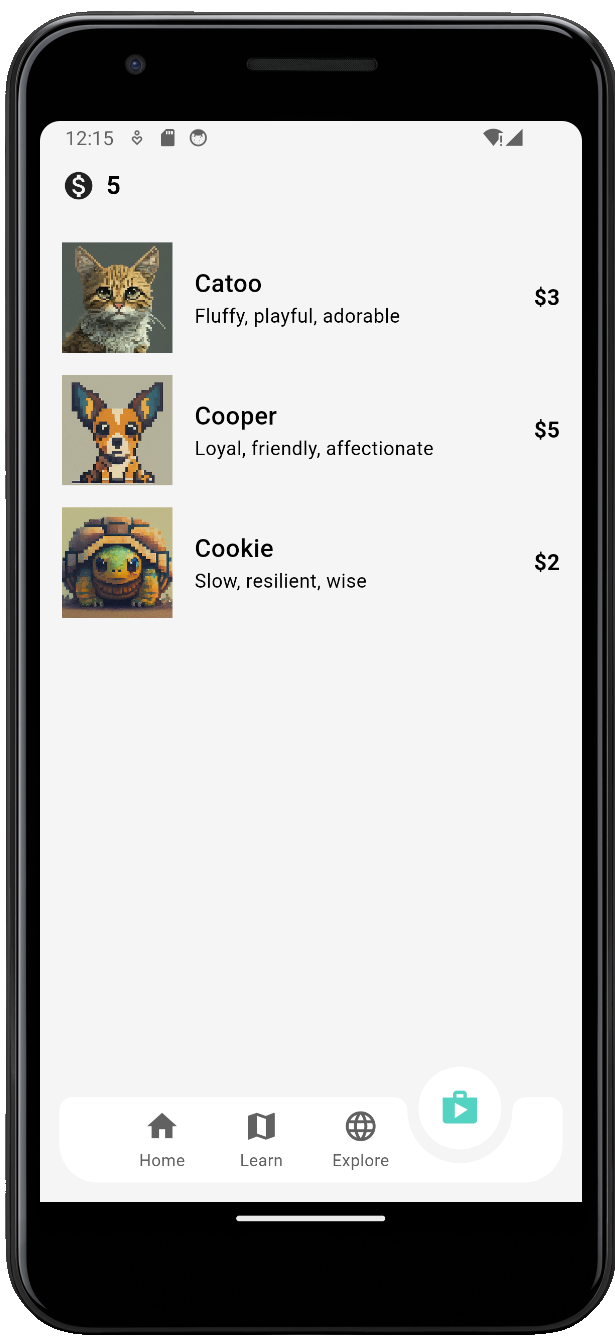 12:15
$ 5
Catoo
Fluffy, playful, adorable
$3
Cooper
Loyal, friendly, affectionate
$5
Cookie
Slow, resilient, wise
$2
Home
Learn
Explore